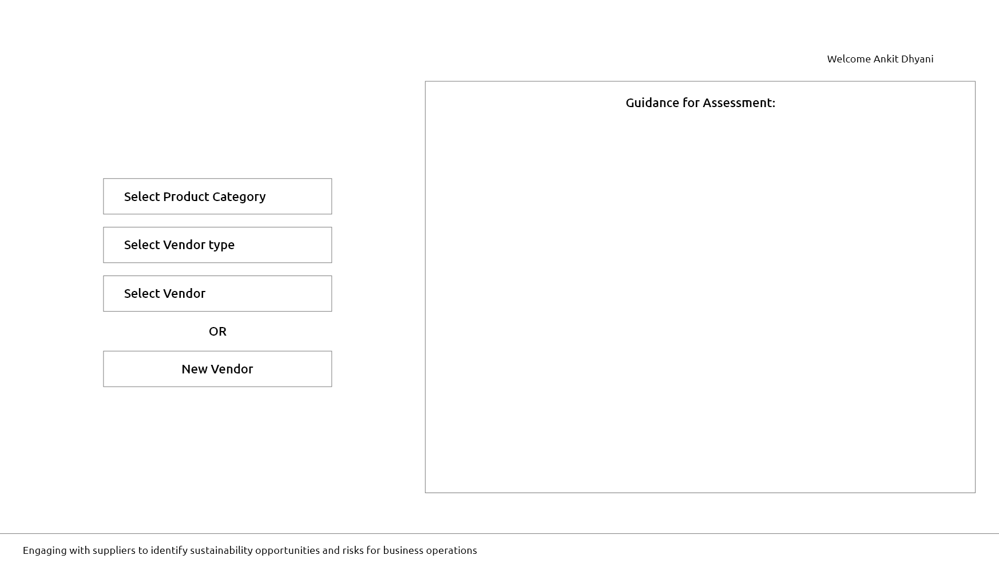 Welcome Ankit Dhyani
Guidance for Assessment:
Select Product Category
Select Vendor type
Select Vendor
OR
New Vendor
Engaging with suppliers to identify sustainability opportunities and risks for business operations